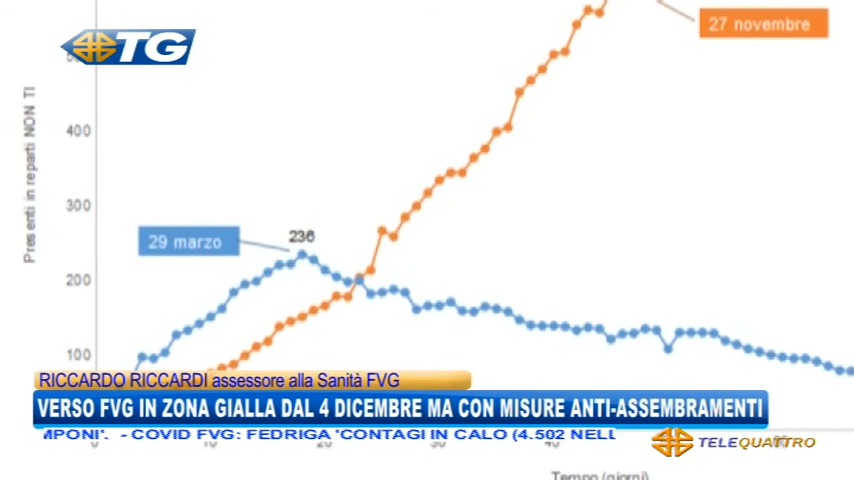 TG
27 novembre
Presenti in reparti NON TI
400
300
200
100
29 marzo
236
RICCARDO RICCARDI assessore alla Sanità FVG
VERSO FVG IN ZONA GIALLA DAL 4 DICEMBRE MA CON MISURE ANTI-ASSEMBRAMENTI
MPONI'. - COVID FVG: FEDRIGA 'CONTAGI IN CALO (4.502 NELL
TELEQUATTRO
Tempo (giorni)